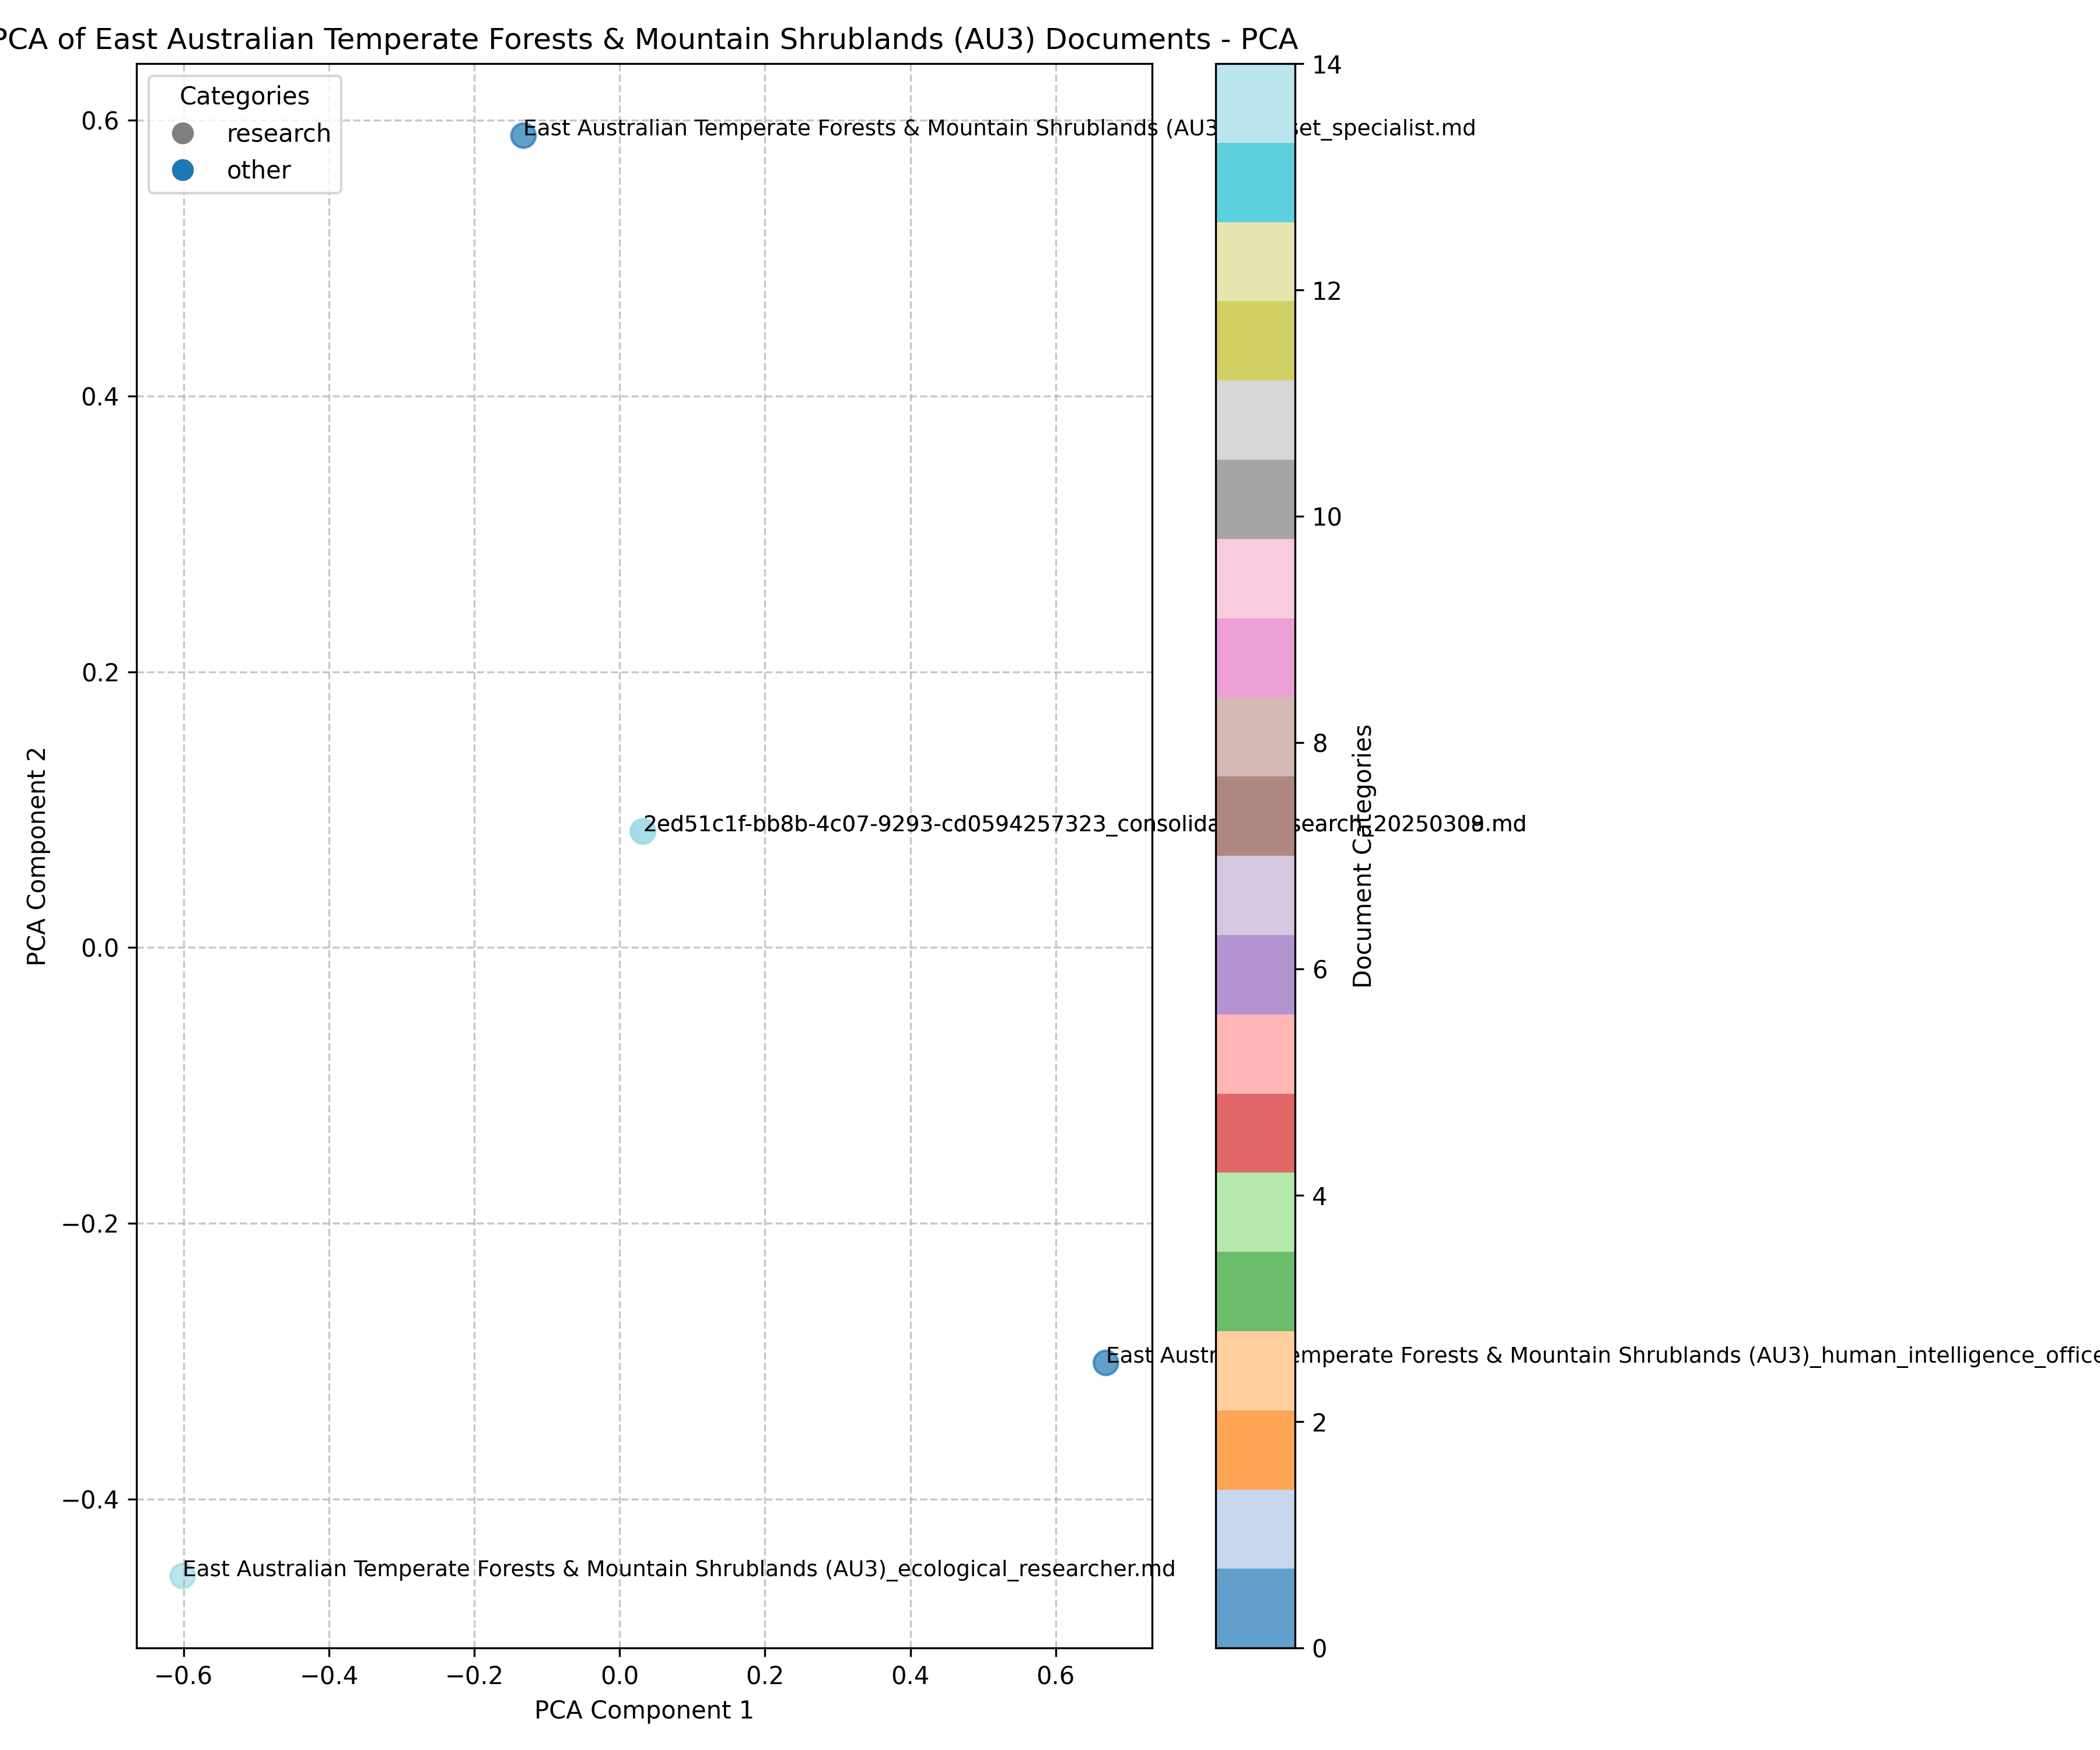 PCA of East Australian Temperate Forests & Mountain Shrublands (AU3) Documents - PCA
Categories
research
other
East Australian Temperate Forests & Mountain Shrublands (AU3 set_specialist.md
2ed51c1f-bb8b-4c07-9293-cd0594257323_consolida search_2025030 .md
East Austr emperate Forests & Mountain Shrublands (AU3)_human_intelligence_office
East Australian Temperate Forests & Mountain Shrublands (AU3)_ecological_researcher.md
0.6
0.4
0.2
0.0
−0.2
−0.4
PCA Component 2
−0.6
−0.4
−0.2
0.0
0.2
0.4
0.6
PCA Component 1
14
12
10
8
6
4
2
0
Document Categories